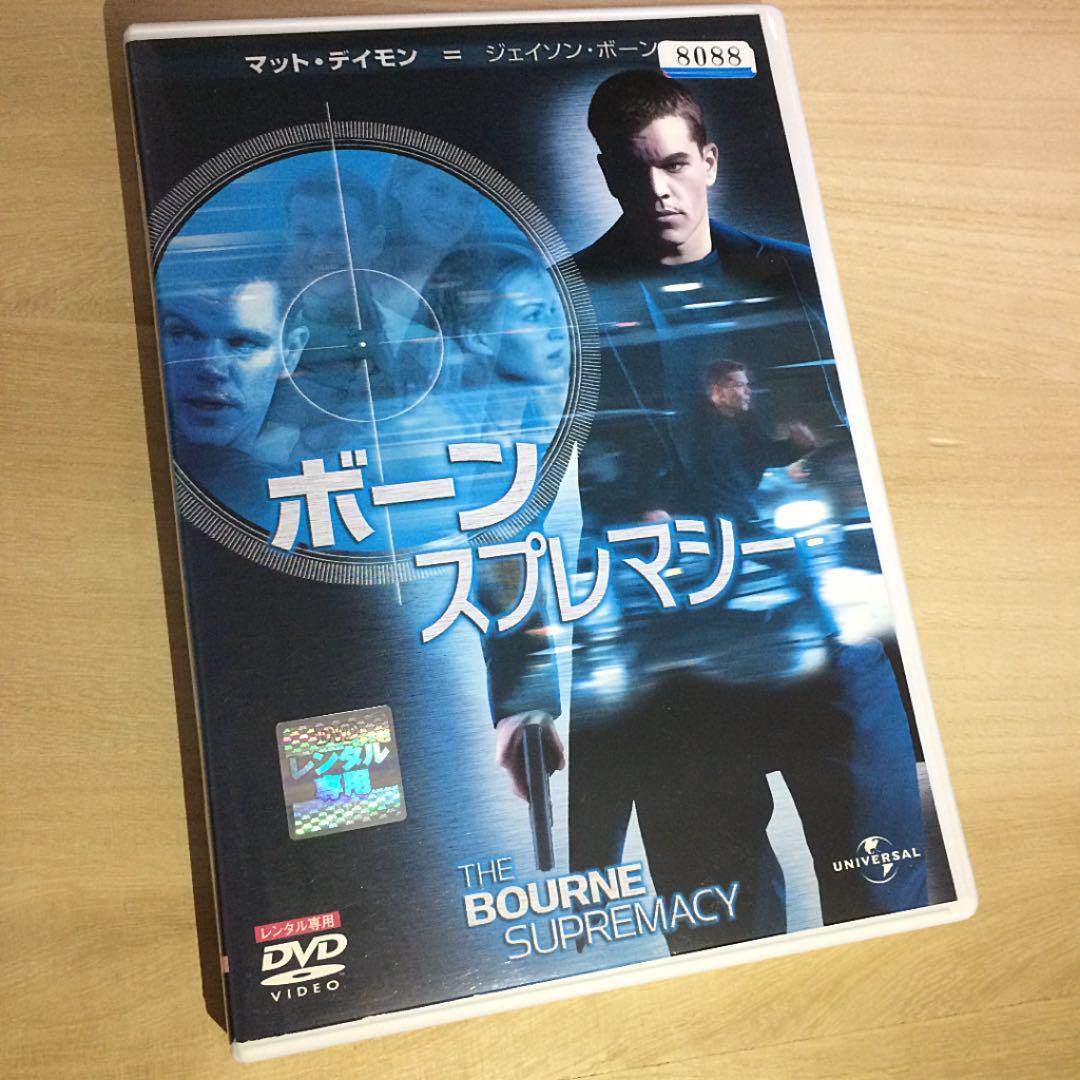 マット・デイモン = ジェイソン・ボーン
8088
ボーン
スプレマシー
レンタル
専用
THE
BOURNE
SUPREMACY
UNIVERSAL
レンタル専用
DVD
VIDEO